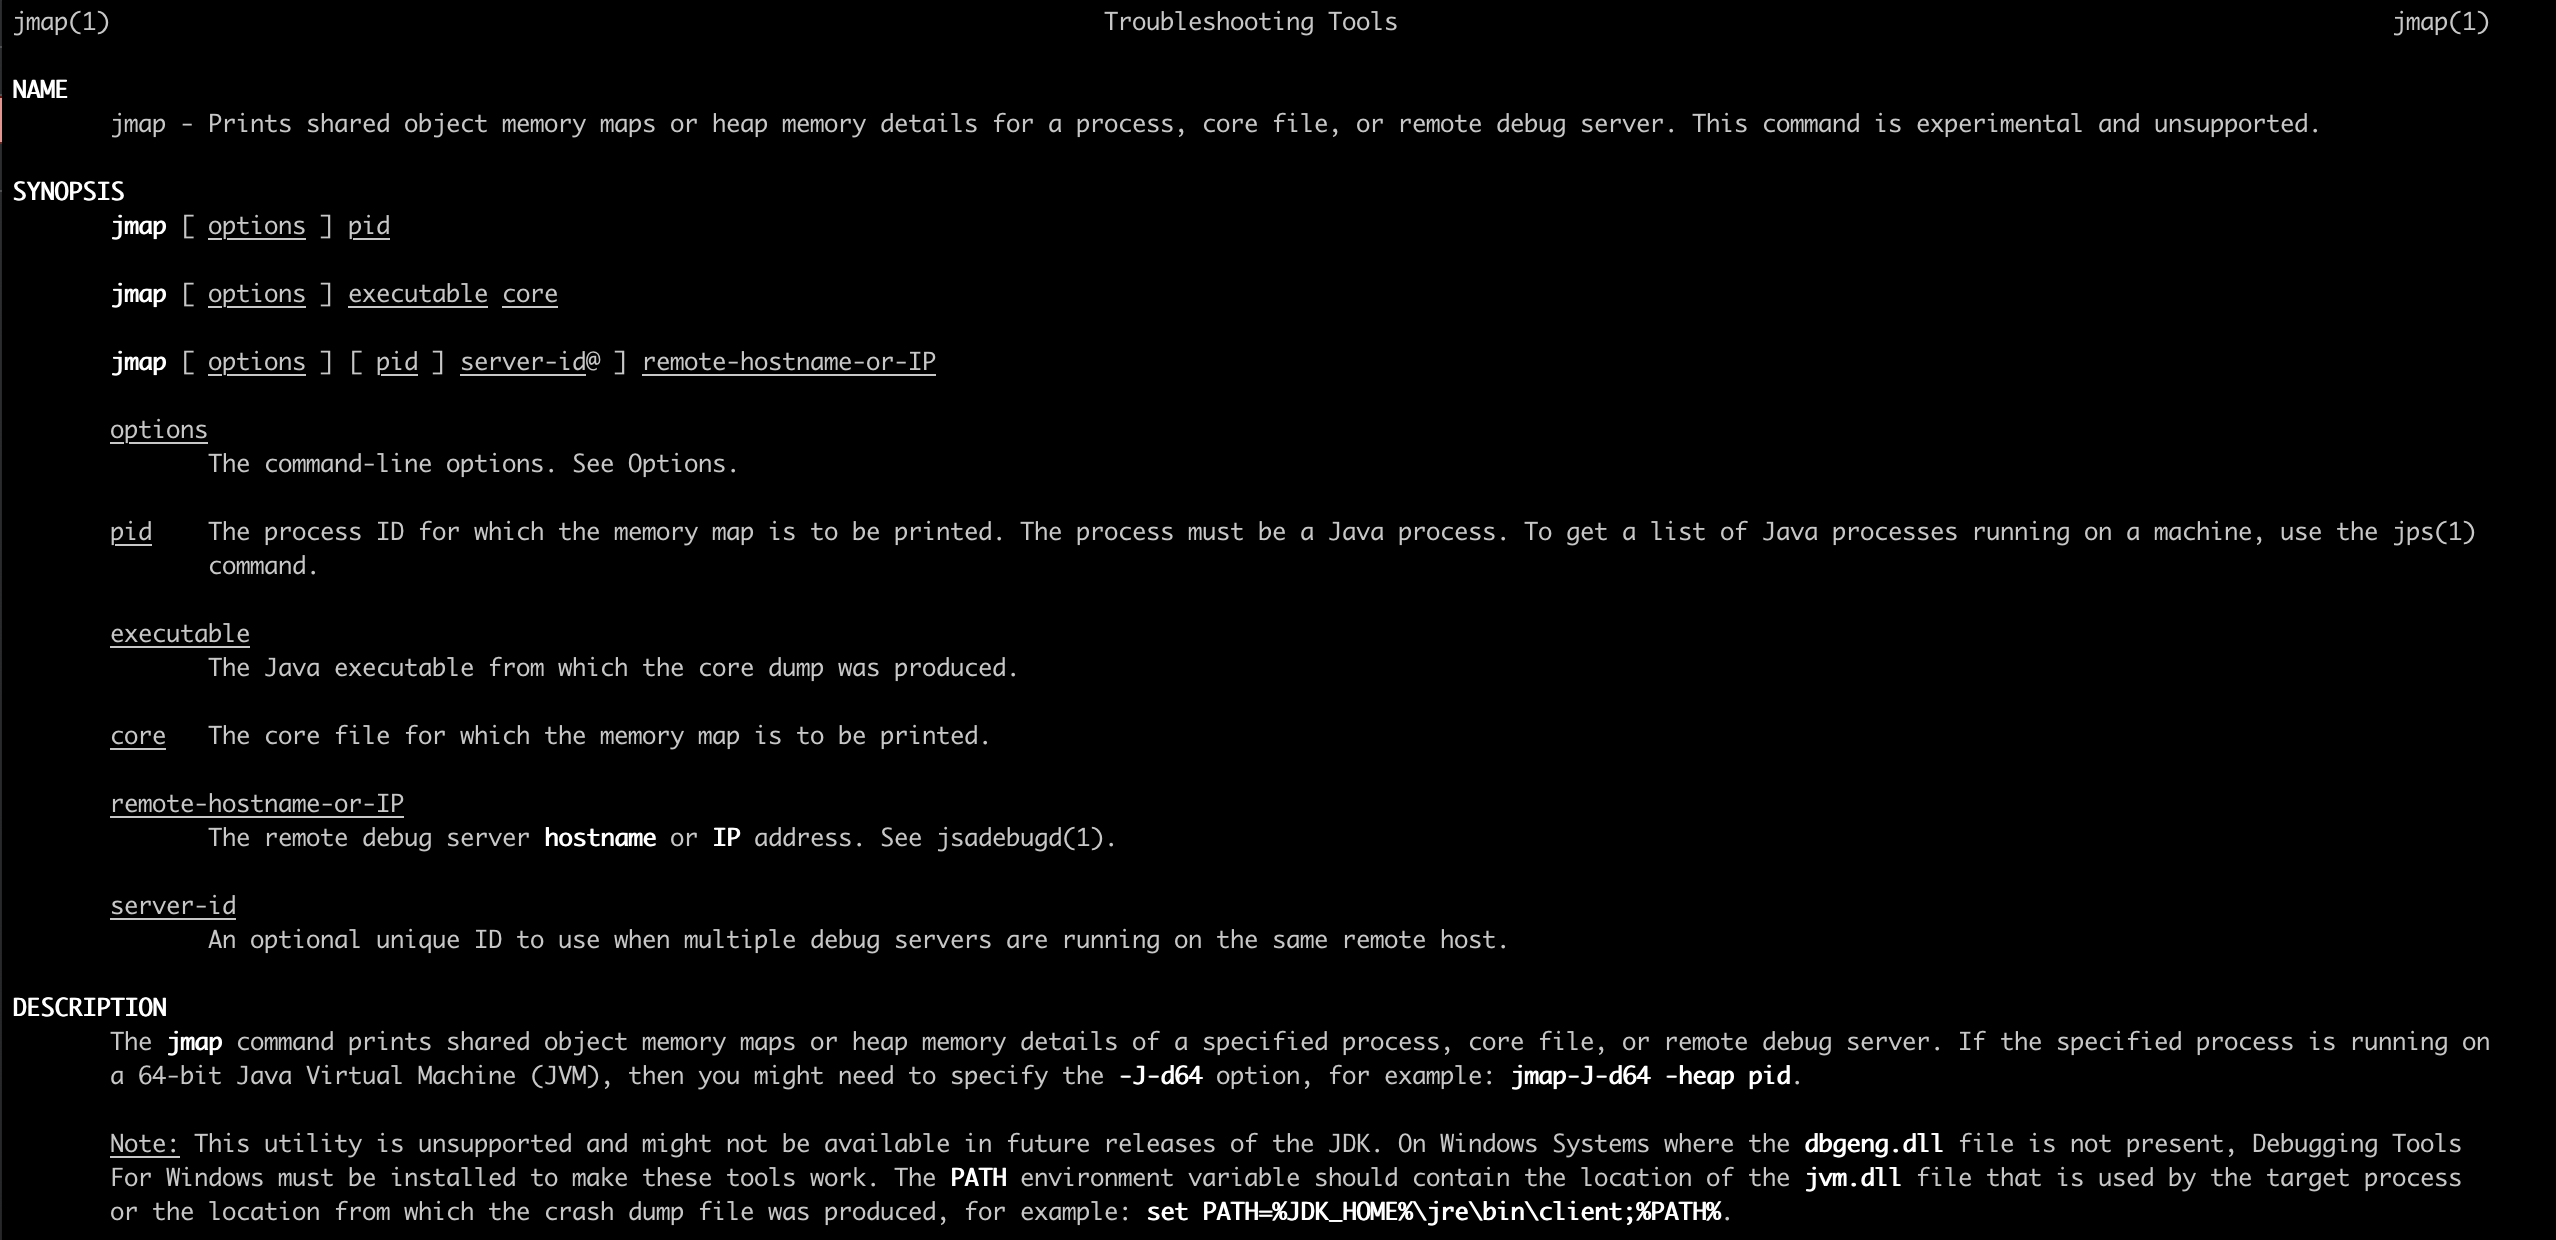 jmap(1) Troubleshooting Tools jmap(1)
NAME
jmap - Prints shared object memory maps or heap memory details for a process, core file, or remote debug server. This command is experimental and unsupported.
SYNOPSIS
jmap [ options ] pid
jmap [ options ] executable core
jmap [ options ] [ pid ] server-id@ ] remote-hostname-or-IP
options
The command-line options. See Options.
pid The process ID for which the memory map is to be printed. The process must be a Java process. To get a list of Java processes running on a machine, use the jps(1)
command.
executable
The Java executable from which the core dump was produced.
core The core file for which the memory map is to be printed.
remote-hostname-or-IP
The remote debug server hostname or IP address. See jsadebugd(1).
server-id
An optional unique ID to use when multiple debug servers are running on the same remote host.
DESCRIPTION
The jmap command prints shared object memory maps or heap memory details of a specified process, core file, or remote debug server. If the specified process is running on
a 64-bit Java Virtual Machine (JVM), then you might need to specify the -J-d64 option, for example: jmap-J-d64 -heap pid.
Note: This utility is unsupported and might not be available in future releases of the JDK. On Windows Systems where the dbgeng.dll file is not present, Debugging Tools
For Windows must be installed to make these tools work. The PATH environment variable should contain the location of the jvm.dll file that is used by the target process
or the location from which the crash dump file was produced, for example: set PATH=%JDK_HOME%\jre\bin\client;%PATH%.